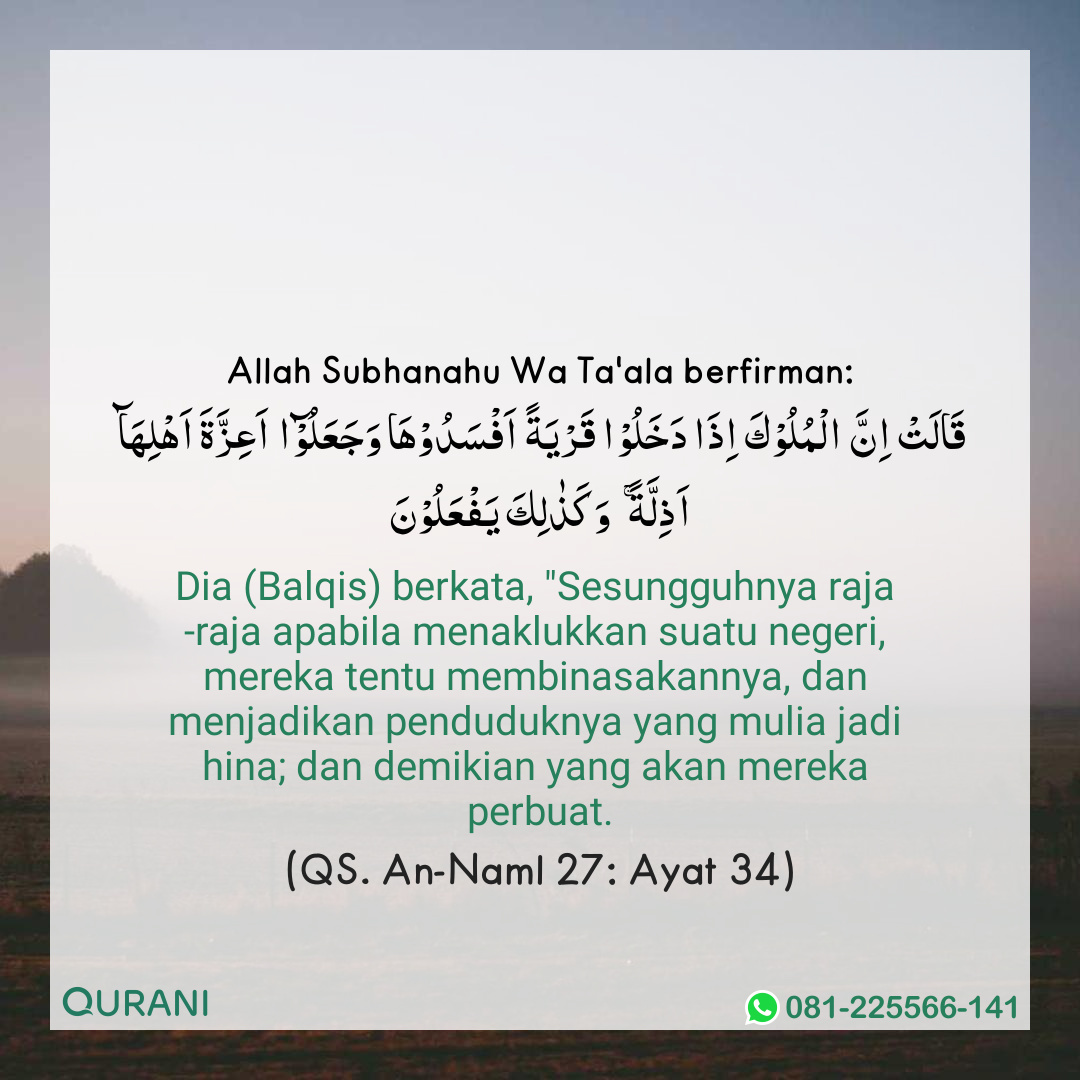 Allah Subhanahu Wa Ta'ala berfirman:
قَالَتْ اِنَّ الْمُلُوْكَ اِذَا دَخَلُوْا قَرْيَةً اَفْسَدُوْهَا وَجَعَلُوْٓا اَعِزَّةَ اَهْلِهَآ
اَذِلَّةً ۚ وَكَذٰلِكَ يَفْعَلُوْنَ
Dia (Balqis) berkata, "Sesungguhnya raja
-raja apabila menaklukkan suatu negeri,
mereka tentu membinasakannya, dan
menjadikan penduduknya yang mulia jadi
hina; dan demikian yang akan mereka
perbuat.
(QS. An-Naml 27: Ayat 34)
QURANI
081-225566-141